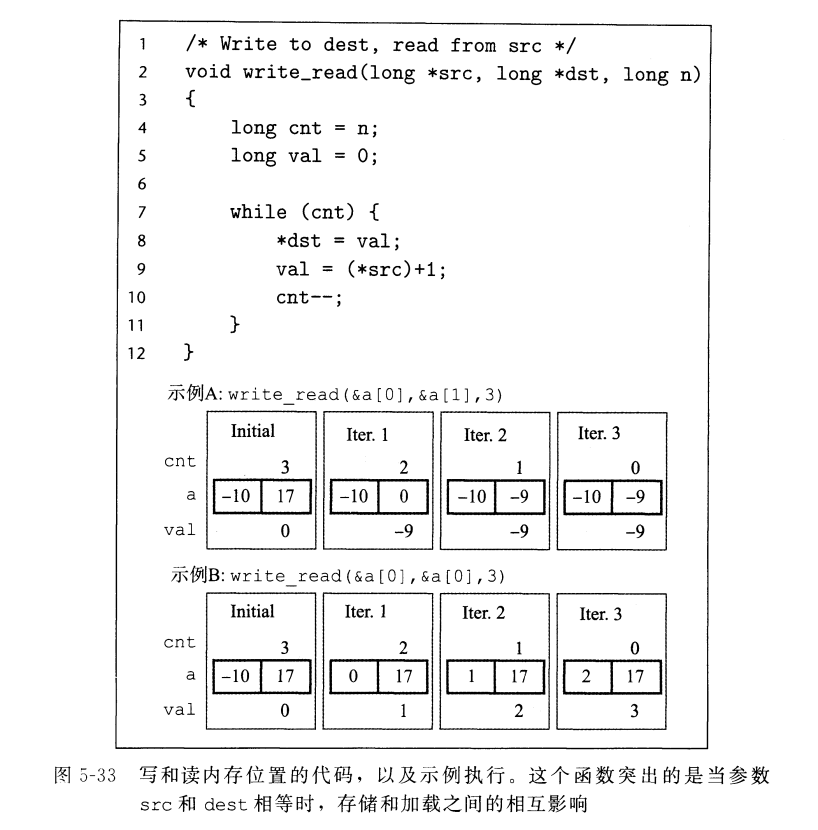 1 /* Write to dest, read from src */
2 void write_read(long *src, long *dst, long n)
3 {
4 long cnt = n;
5 long val = 0;
6
7 while (cnt) {
8 *dst = val;
9 val = (*src)+1;
10 cnt--;
11 }
12 }
示例A: write_read(&a[0],&a[1],3)
Initial Iter. 1 Iter. 2 Iter. 3
cnt 3 2 1 0
a –10 17 –10 0 –10 –9 –10 –9
val 0 –9 –9 –9
示例B: write_read(&a[0],&a[0],3)
Initial Iter. 1 Iter. 2 Iter. 3
cnt 3 2 1 0
a –10 17 0 17 1 17 2 17
val 0 1 2 3
图 5-33 写和读内存位置的代码，以及示例执行。这个函数突出的是当参数
src 和 dest 相等时，存储和加载之间的相互影响